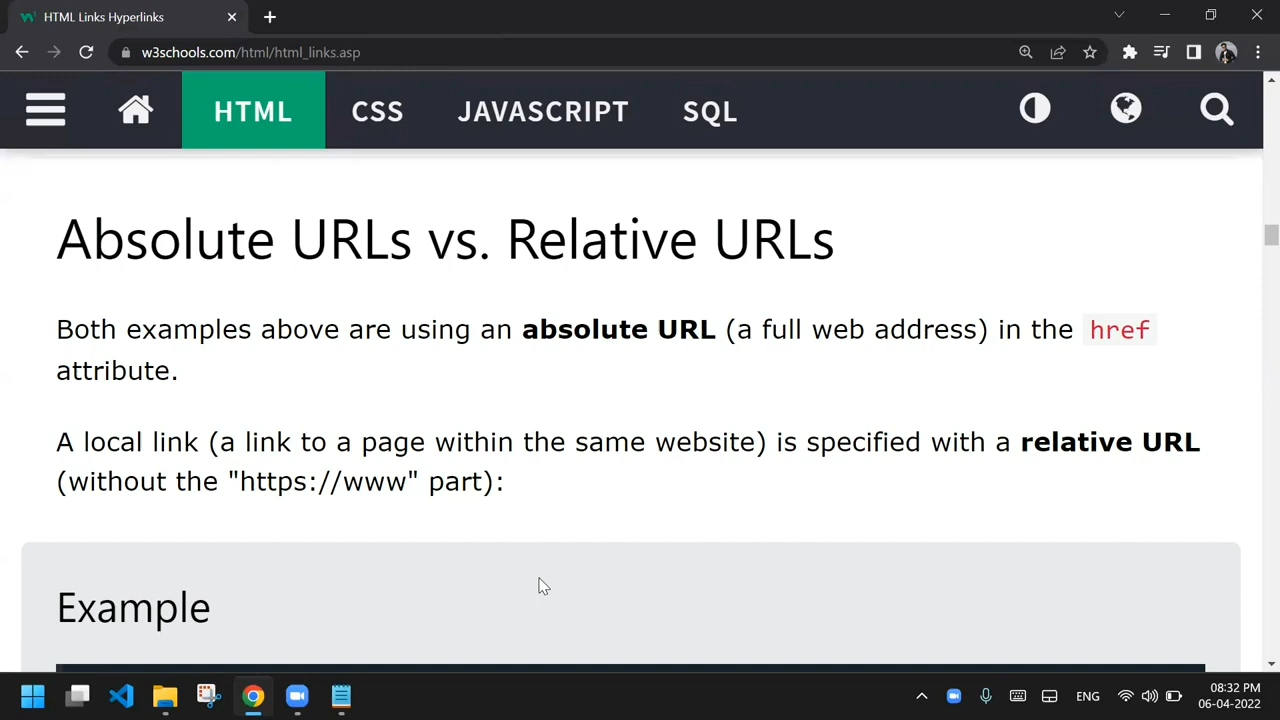 HTML Links Hyperlinks
w3schools.com/html/html_links.asp
HTML CSS JAVASCRIPT SQL
Absolute URLs vs. Relative URLs
Both examples above are using an absolute URL (a full web address) in the href
attribute.
A local link (a link to a page within the same website) is specified with a relative URL
(without the "https://www" part):
Example
ENG
08:32 PM
06-04-2022